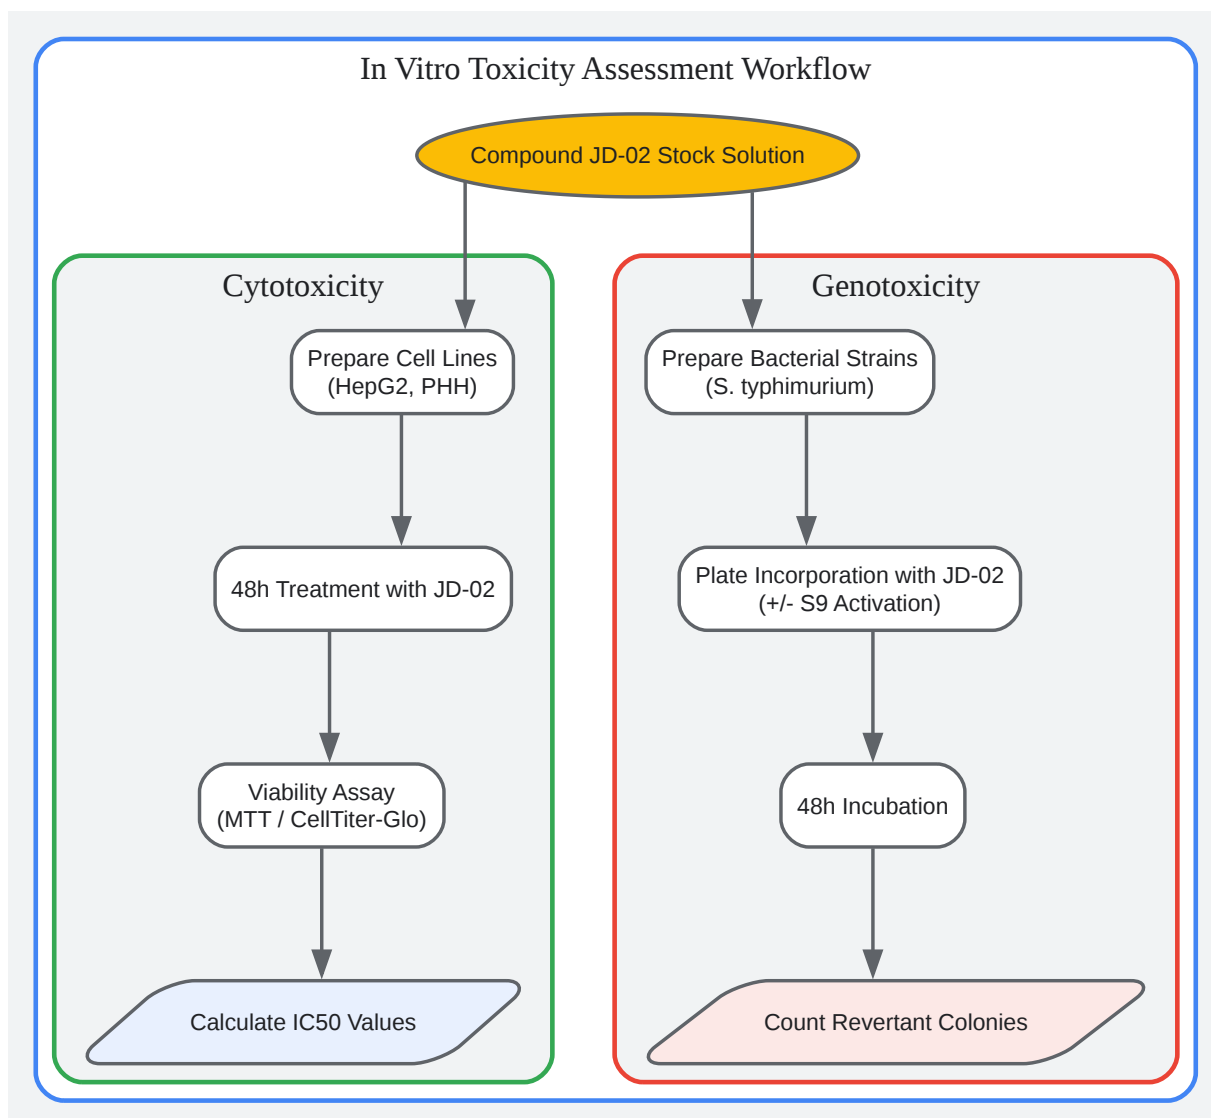 In Vitro Toxicity Assessment Workflow
Compound JD-02 Stock Solution
Cytotoxicity
Prepare Cell Lines
(HepG2, PHH)
48h Treatment with JD-02
Viability Assay
(MTT / CellTiter-Glo)
Calculate IC50 Values
Genotoxicity
Prepare Bacterial Strains
(S. typhimurium)
Plate Incorporation with JD-02
(+/- S9 Activation)
48h Incubation
Count Revertant Colonies